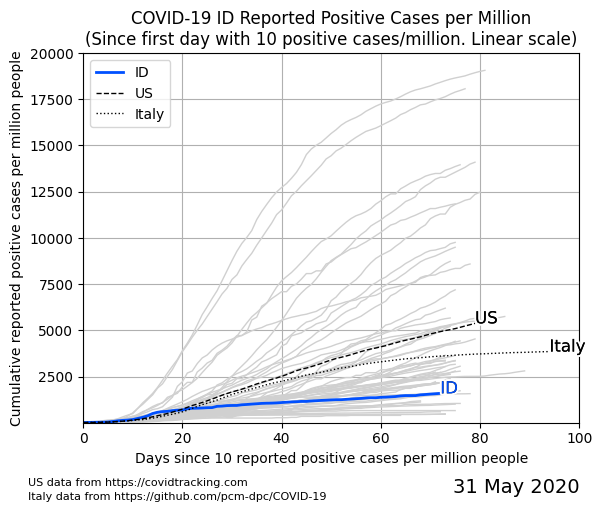 COVID-19 ID Reported Positive Cases per Million
(Since first day with 10 positive cases/million. Linear scale)
Cumulative reported positive cases per million people
20000
17500
15000
12500
10000
7500
5000
2500
ID
US
Italy
US
Italy
ID
0
20
40
60
80
100
Days since 10 reported positive cases per million people
US data from https://covidtracking.com
Italy data from https://github.com/pcm-dpc/COVID-19
31 May 2020